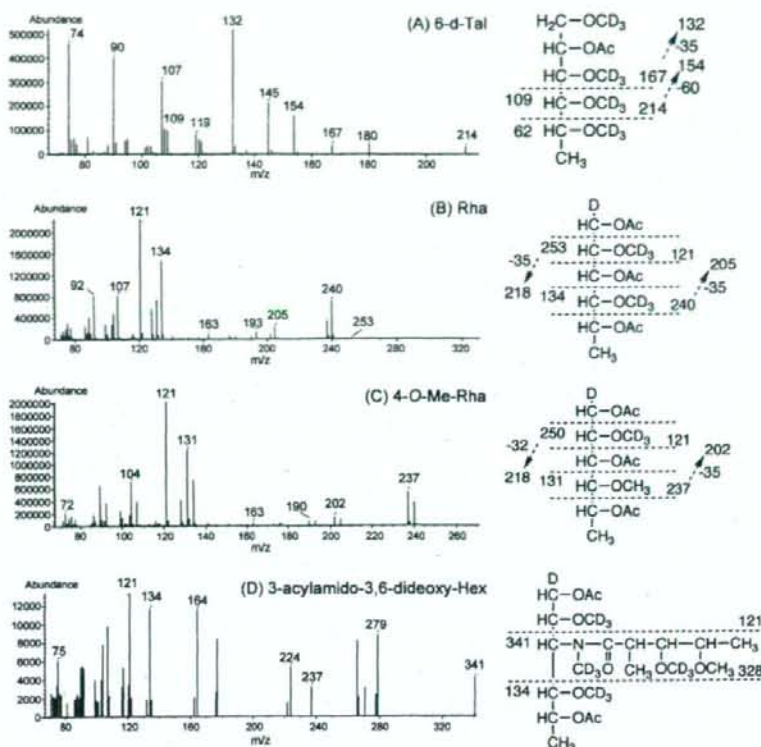 (A) 6-d-Tal
Abundance
500000
400000
300000
200000
100000
0
74
90
107
109
119
132
145
154
167
180
214
80 100 120 140 160 180 200
m/z
H2C—OCD3
HC—OAc
HC—OCD3
HC—OCD3
HC—OCD3
CH3
132
-35
167
154
-60
109
214
62
(B) Rha
Abundance
2000000
1600000
1200000
800000
400000
0
92
107
121
134
163
193
205
240
253
80 120 160 200 240 280 320
m/z
D
HC—OAc
HC—OCD3
HC—OAc
HC—OCD3
HC—OAc
CH3
253
-35
218
121
134
240
205
-35
(C) 4-O-Me-Rha
Abundance
2000000
1800000
1600000
1400000
1200000
1000000
800000
600000
400000
200000
0
72
104
121
131
163
190
202
237
80 100 120 140 160 180 200 220 240 260
m/z
D
HC—OAc
HC—OCD3
HC—OAc
HC—OCH3
HC—OAc
CH3
250
-32
218
121
131
237
202
-35
(D) 3-acylamido-3,6-dideoxy-Hex
Abundance
12000
10000
8000
6000
4000
2000
0
75
121
134
164
224
237
279
341
80 120 160 200 240 280 320
m/z
D
HC—OAc
HC—OCD3
121
341
HC—N—C—CH—CH—CH—CH3
CD3 O CH3 OCD3 OCH3
328
134
HC—OCD3
HC—OAc
CH3